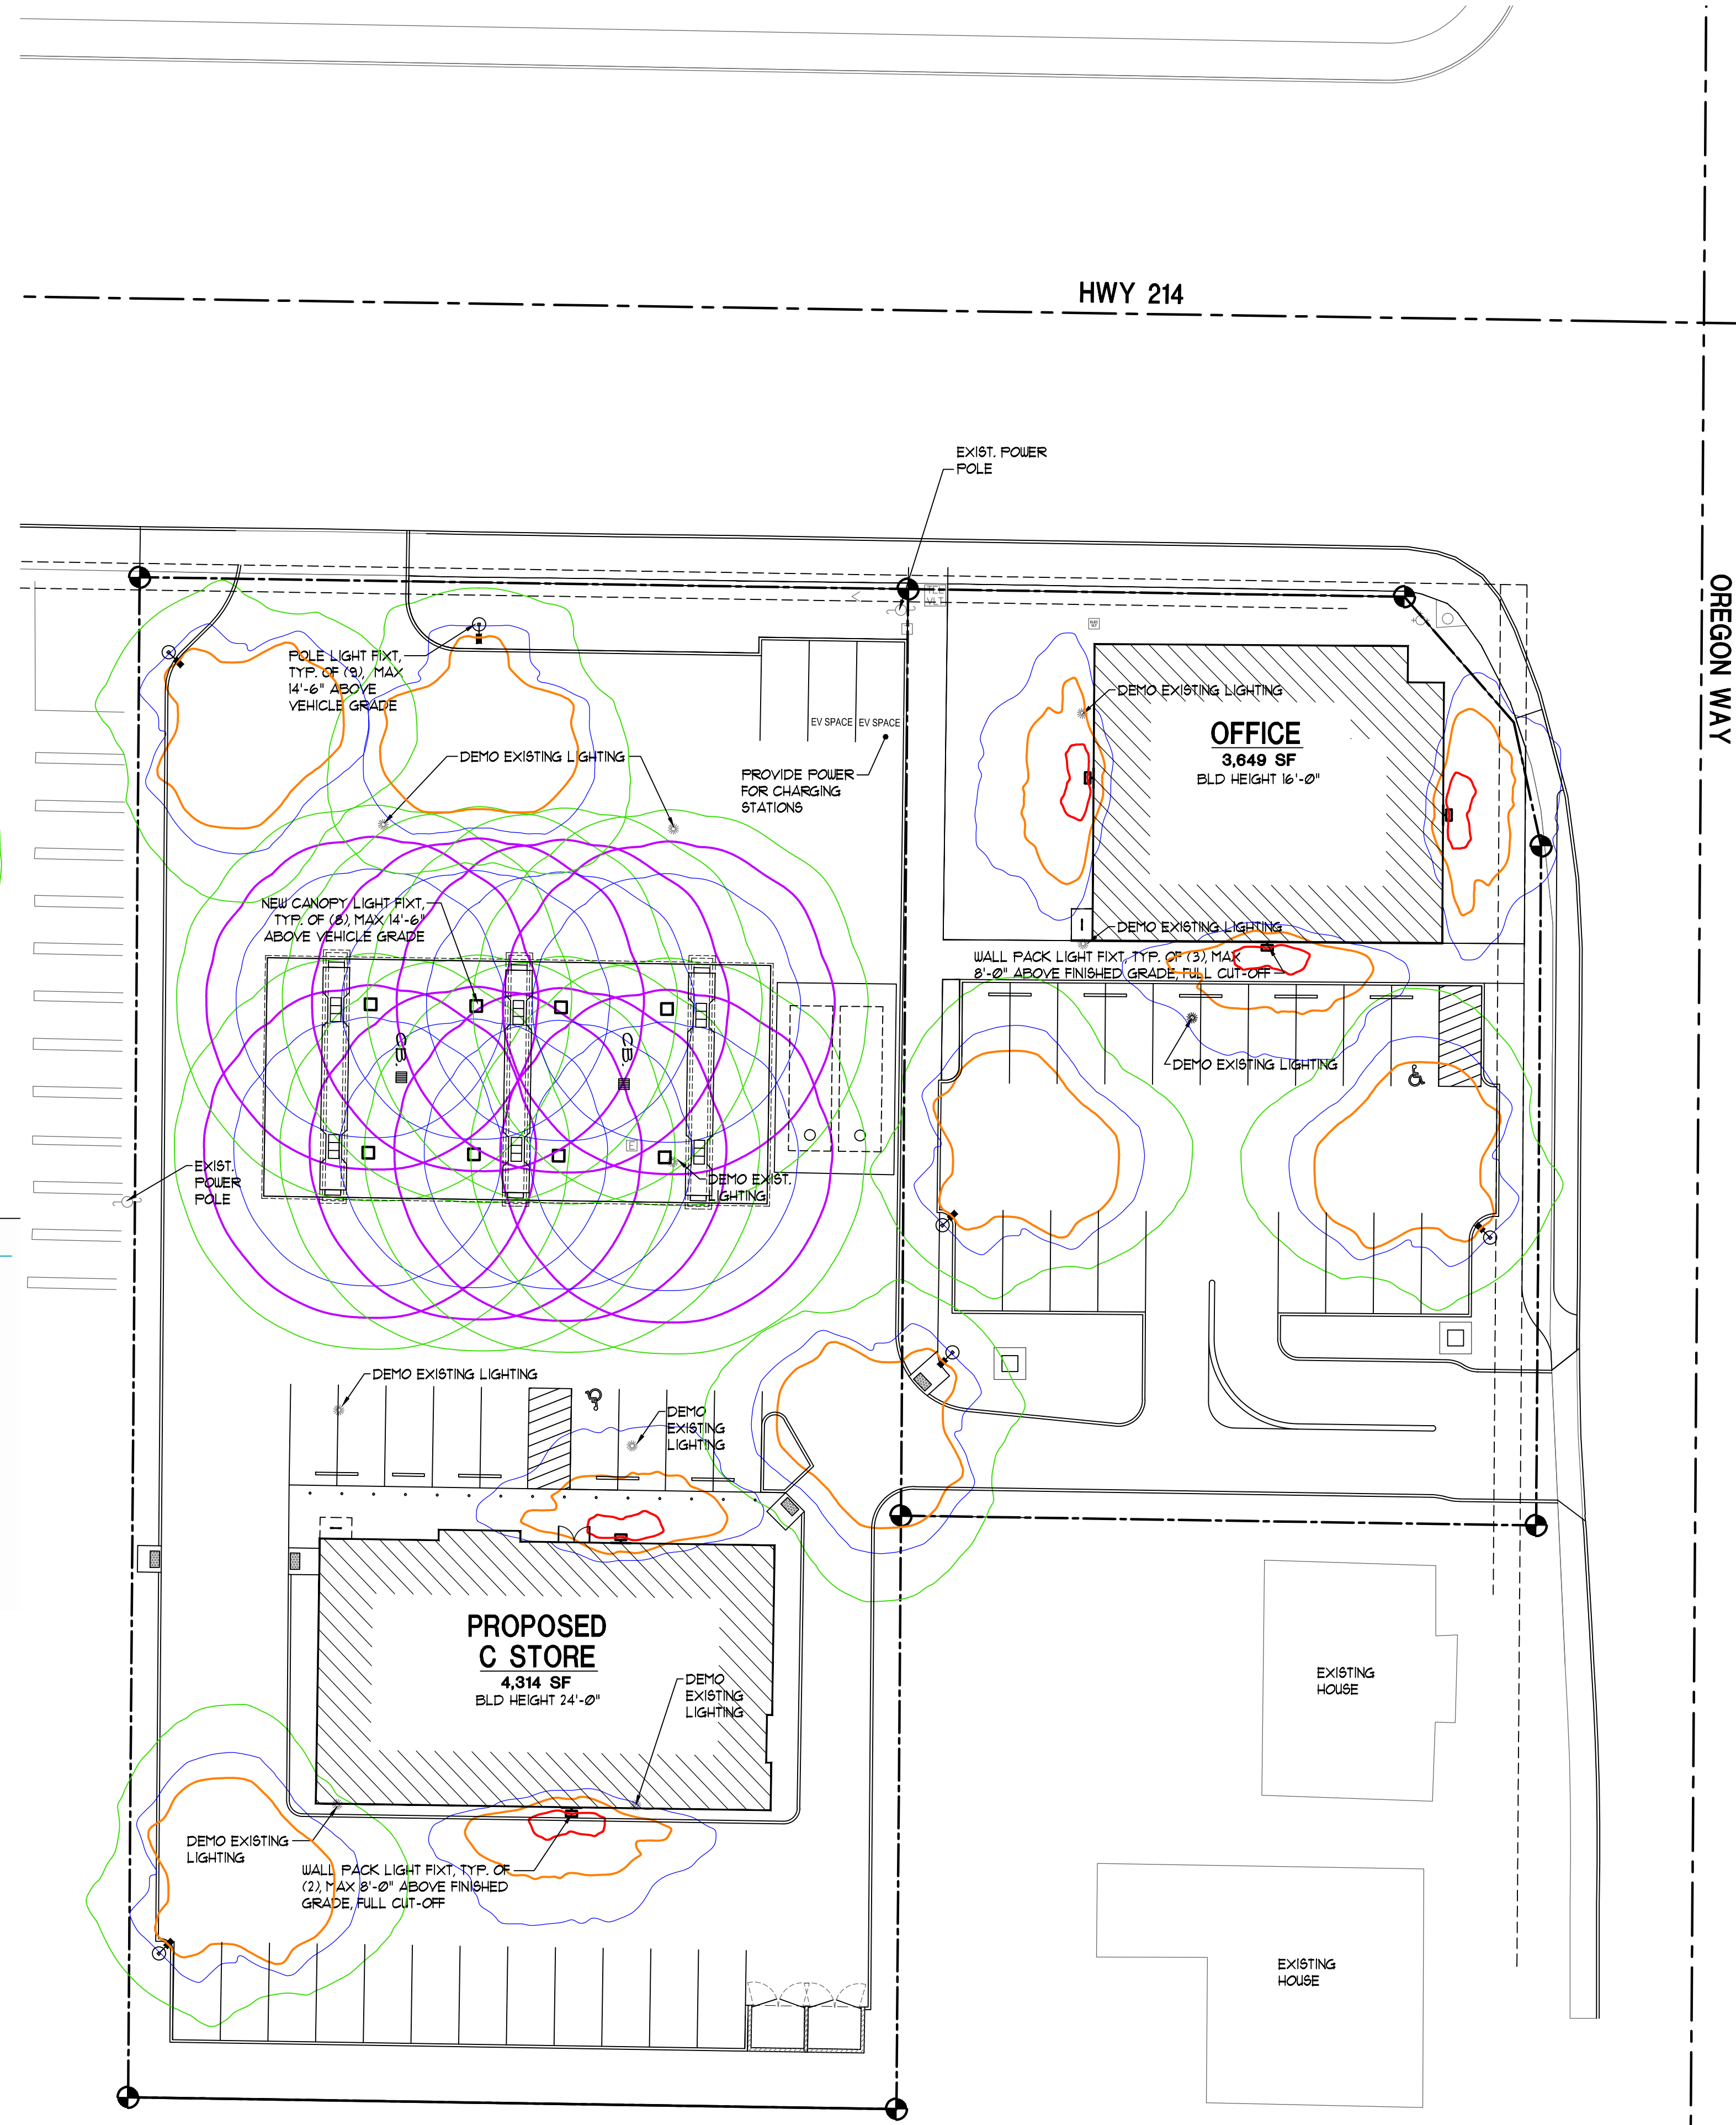 HWY 214
OREGON WAY
EXIST. POWER
POLE
TEL
VLT
POLE LIGHT FIXT,
TYP. OF (9), MAX
14'-6" ABOVE
VEHICLE GRADE
DEMO EXISTING LIGHTING
EV SPACE
EV SPACE
PROVIDE POWER
FOR CHARGING
STATIONS
DEMO EXISTING LIGHTING
OFFICE
3,649 SF
BLD HEIGHT 16'-0"
NEW CANOPY LIGHT FIXT,
TYP. OF (8), MAX 14'-6"
ABOVE VEHICLE GRADE
DEMO EXISTING LIGHTING
WALL PACK LIGHT FIXT, TYP. OF (3), MAX
8'-0" ABOVE FINISHED GRADE, FULL CUT-OFF
C.B.
C.B.
DEMO EXISTING LIGHTING
E
EXIST.
POWER
POLE
DEMO EXIST.
LIGHTING
DEMO EXISTING LIGHTING
DEMO
EXISTING
LIGHTING
PROPOSED
C STORE
4,314 SF
BLD HEIGHT 24'-0"
DEMO
EXISTING
LIGHTING
EXISTING
HOUSE
DEMO EXISTING
LIGHTING
WALL PACK LIGHT FIXT, TYP. OF
(2), MAX 8'-0" ABOVE FINISHED
GRADE, FULL CUT-OFF
EXISTING
HOUSE